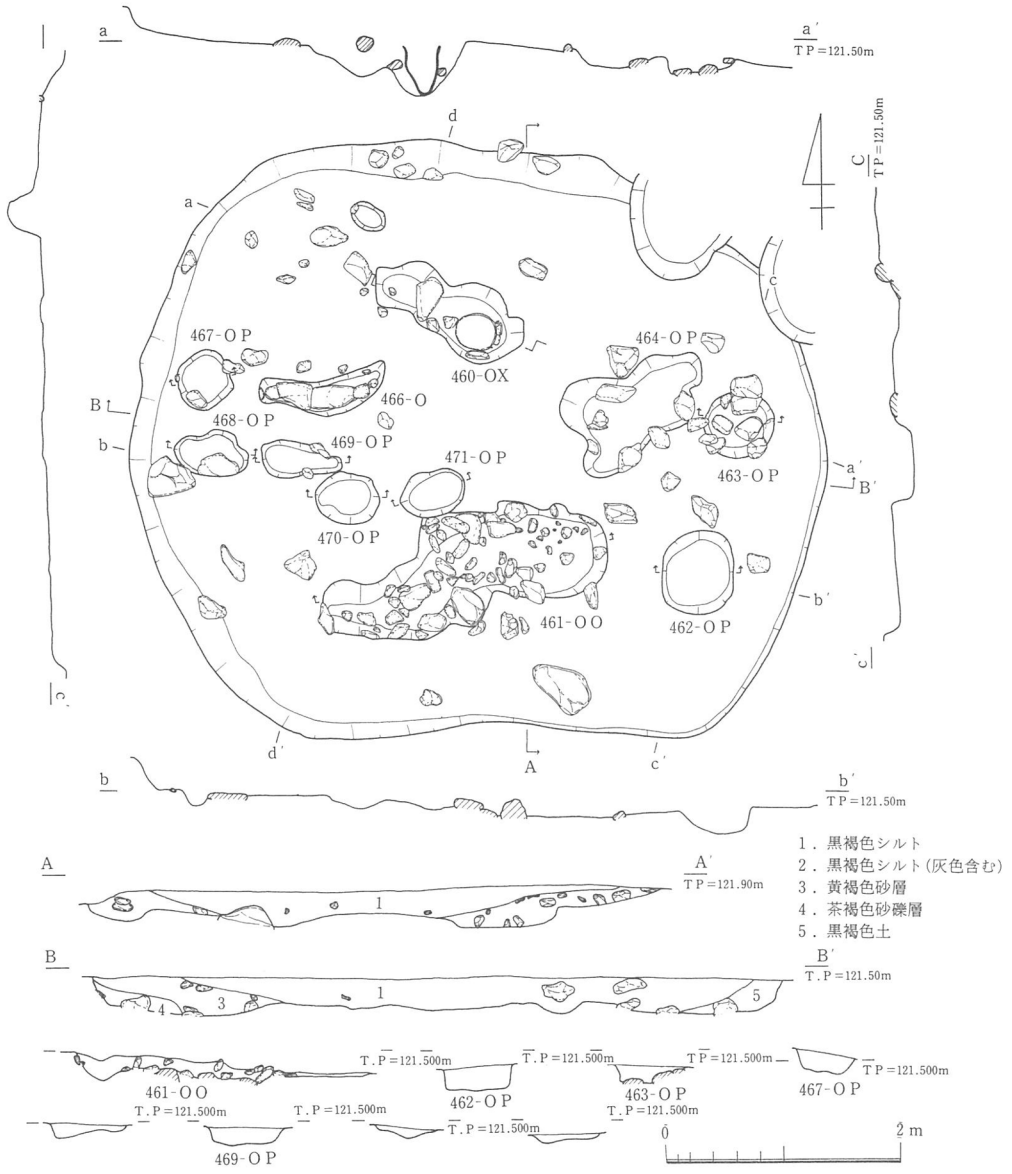 a
a'
TP=121.50m
d
a
C
TP=121.50m
c
467-OP
464-OP
460-OX
466-O
B
468-OP
469-OP
b
471-OP
463-OP
a'
B'
470-OP
462-OP
b'
461-OO
c'
c'
d'
A
c'
b
b'
TP=121.50m
A
A'
TP=121.90m
1
1．黒褐色シルト
2．黒褐色シルト(灰色含む)
3．黄褐色砂層
4．茶褐色砂礫層
5．黒褐色土
B
B'
T.P=121.50m
4
3
1
5
T.P=121.500m
T.P=121.500m
TP=121.500m
TP=121.500m
461-OO
462-OP
463-OP
467-OP
T.P=121.500m
T.P=121.500m
T.P=121.500m
T.P=121.500m
469-OP
0
2 m